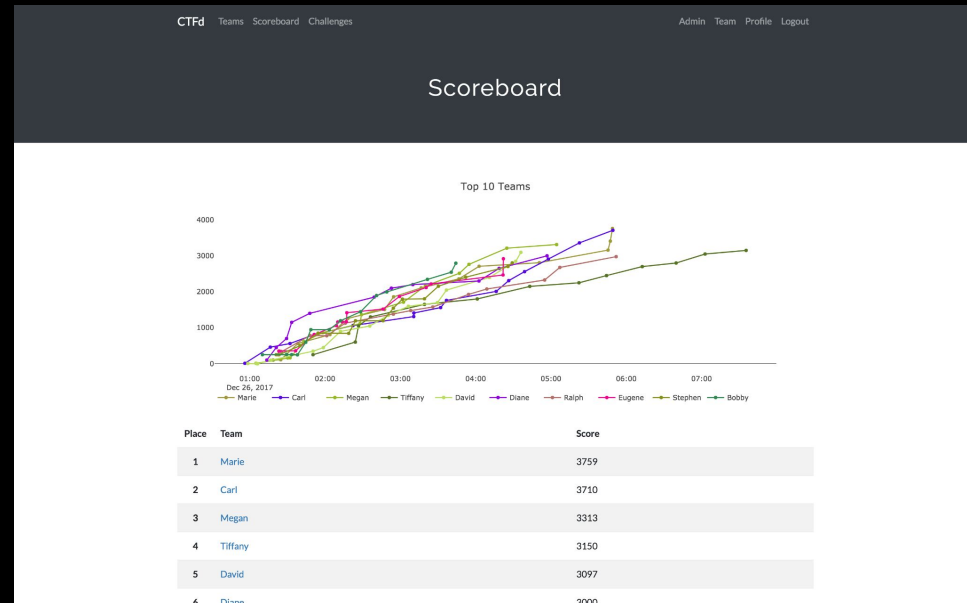 CTFd Teams Scoreboard Challenges Admin Team Profile Logout
Scoreboard
Top 10 Teams
4000
3000
2000
1000
0
01:00 02:00 03:00 04:00 05:00 06:00 07:00
Dec 26, 2017
Marie Carl Megan Tiffany David Diane Ralph Eugene Stephen Bobby
Place Team Score
1 Marie 3759
2 Carl 3710
3 Megan 3313
4 Tiffany 3150
5 David 3097
6 Diane 3000